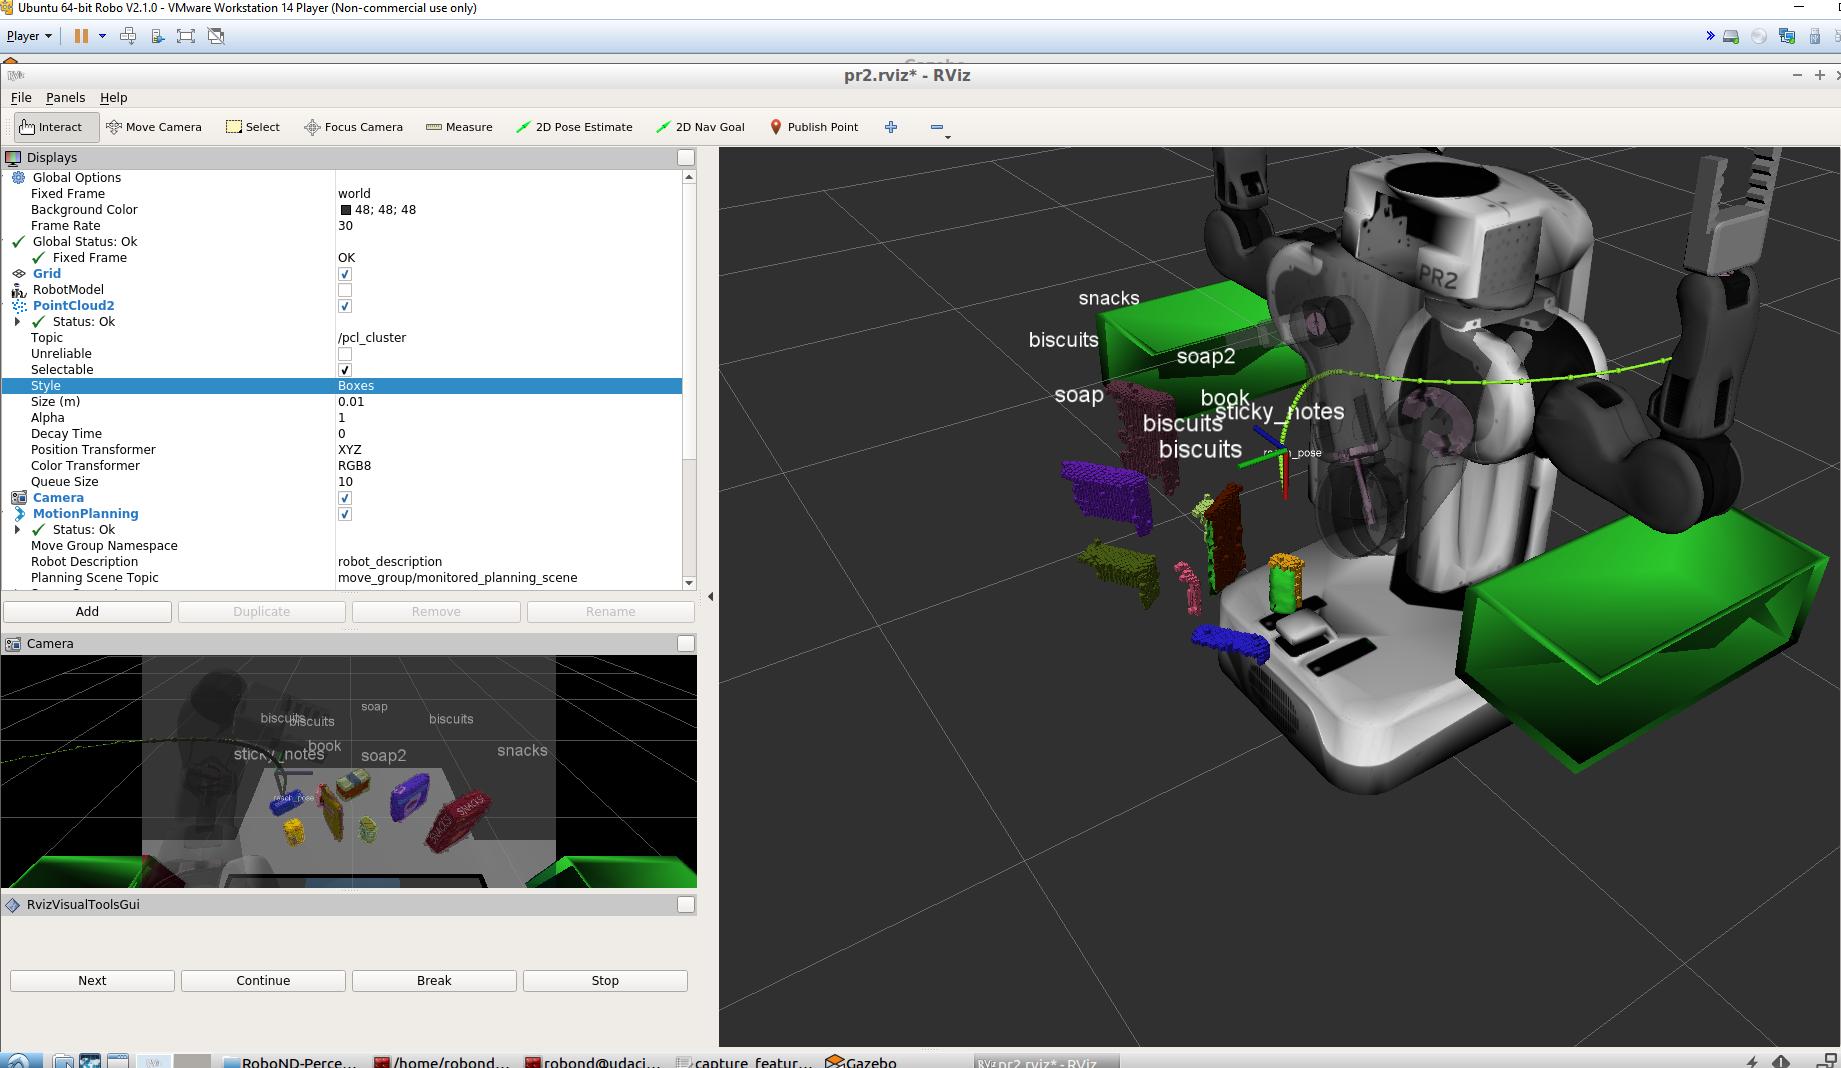 Ubuntu 64-bit Robo V2.1.0 - VMware Workstation 14 Player (Non-commercial use only)
Player
pr2.rviz* - RViz
File Panels Help
Interact Move Camera Select Focus Camera Measure 2D Pose Estimate 2D Nav Goal Publish Point
Displays
Global Options
Fixed Frame world
Background Color 48; 48; 48
Frame Rate 30
Global Status: Ok
Fixed Frame OK
Grid
RobotModel
PointCloud2
Status: Ok
Topic /pcl_cluster
Unreliable
Selectable
Style Boxes
Size (m) 0.01
Alpha 1
Decay Time 0
Position Transformer XYZ
Color Transformer RGB8
Queue Size 10
Camera
MotionPlanning
Status: Ok
Move Group Namespace
Robot Description robot_description
Planning Scene Topic move_group/monitored_planning_scene
Add Duplicate Remove Rename
Camera
soap
biscuits
biscuits
biscuits
book
sticky_notes
soap2
snacks
reach_pose
SNACKS
SNACKS
RvizVisualToolsGui
Next Continue Break Stop
PR2
snacks
biscuits
soap2
soap
book
sticky_notes
biscuits
biscuits
RoboND-Perce... /home/robond... robond@udaci... capture_featur... Gazebo pr2.rviz* - RViz